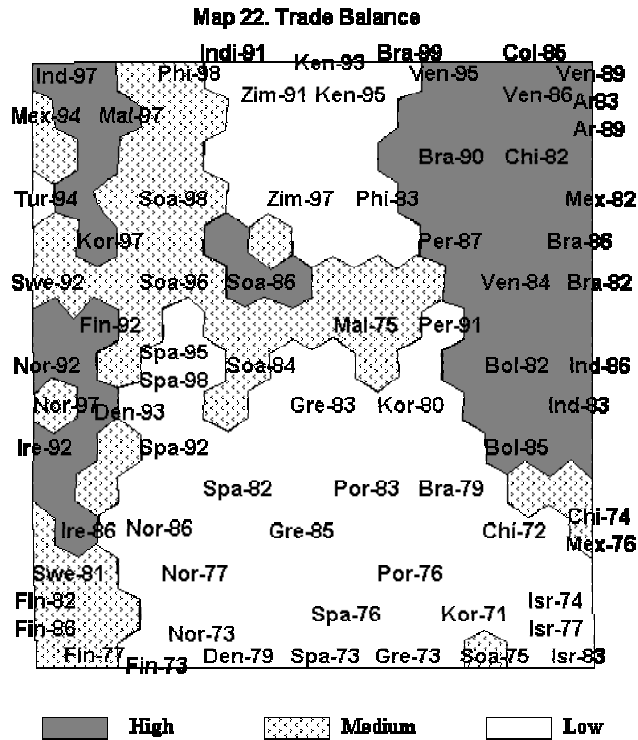 Map 22. Trade Balance
Indi-91 Ken-93 Bra-99 Col-85
Ind-97 Phi-98 Ven-95 Ven-89
Zim-91 Ken-95 Ven-86 Ar83
Mex-94 Mal-97 Ar-89
Bra-90 Chi-82
Tur-94 Soa-98 Zim-97 Phi-83 Mex-82
Kor-97 Per-87 Bra-86
Swe-92 Soa-96 Soa-86 Ven-84 Bra-82
Fin-92 Mal-75 Per-91
Spa-95
Nor-92 Soa-84 Bol-82 Ind-86
Spa-98
Nor-97 Den-93 Gre-83 Kor-80 Ind-83
Ire-92 Spa-92 Bol-85
Spa-82 Por-83 Bra-79
Chi-74
Ire-86 Nor-86 Gre-85 Chi-72
Mex-76
Swe-81 Nor-77 Por-76
Fin-82 Isr-74
Spa-76 Kor-71
Fin-86 Nor-73 Isr-77
Fin-77 Fin-73 Den-79 Spa-73 Gre-73 Soa-75 Isr-83
High Medium Low